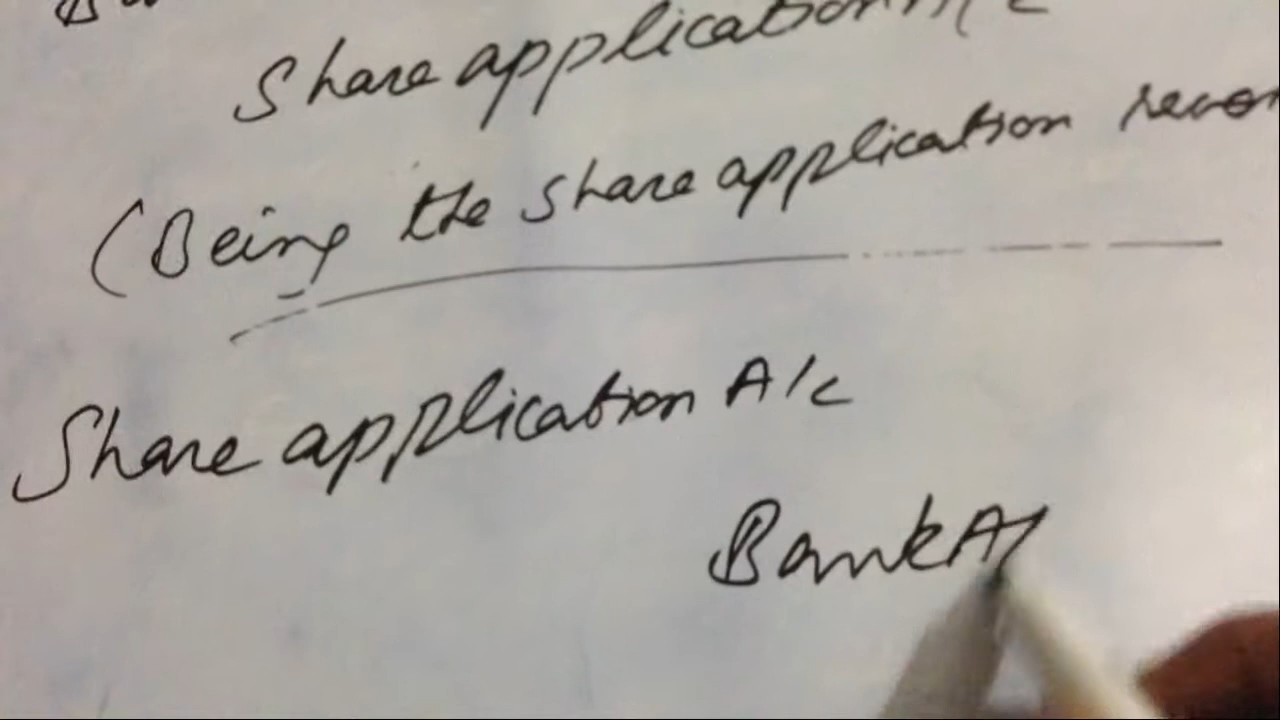 Share application A/c
(Being the share application
Share application A/c
Bank A/